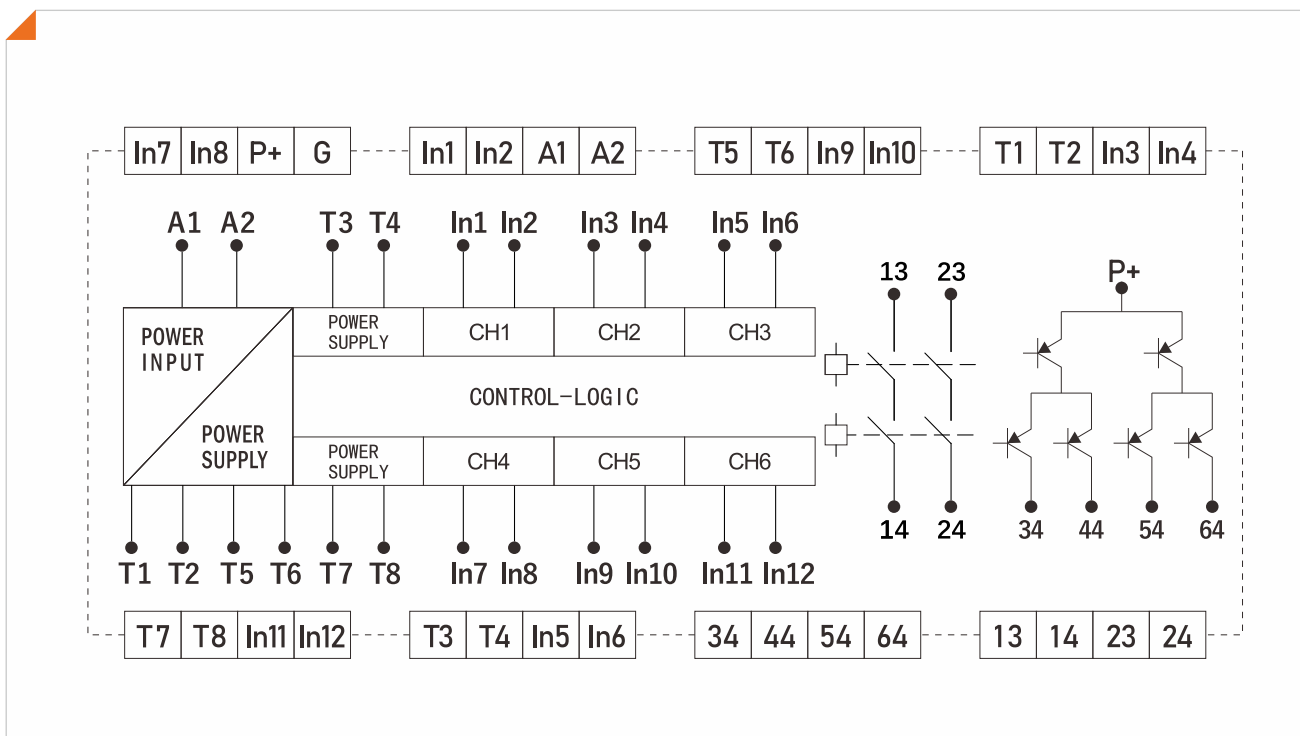 In7 In8 P+ G In1 In2 A1 A2 T5 T6 In9 In10 T1 T2 In3 In4
A1 A2 T3 T4 In1 In2 In3 In4 In5 In6
13 23 P+
POWER INPUT
POWER SUPPLY
CH1 CH2 CH3
CONTROL-LOGIC
POWER SUPPLY
POWER SUPPLY
CH4 CH5 CH6
14 24 34 44 54 64
T1 T2 T5 T6 T7 T8 In7 In8 In9 In10 In11 In12
T7 T8 In11 In12 T3 T4 In5 In6 34 44 54 64 13 14 23 24